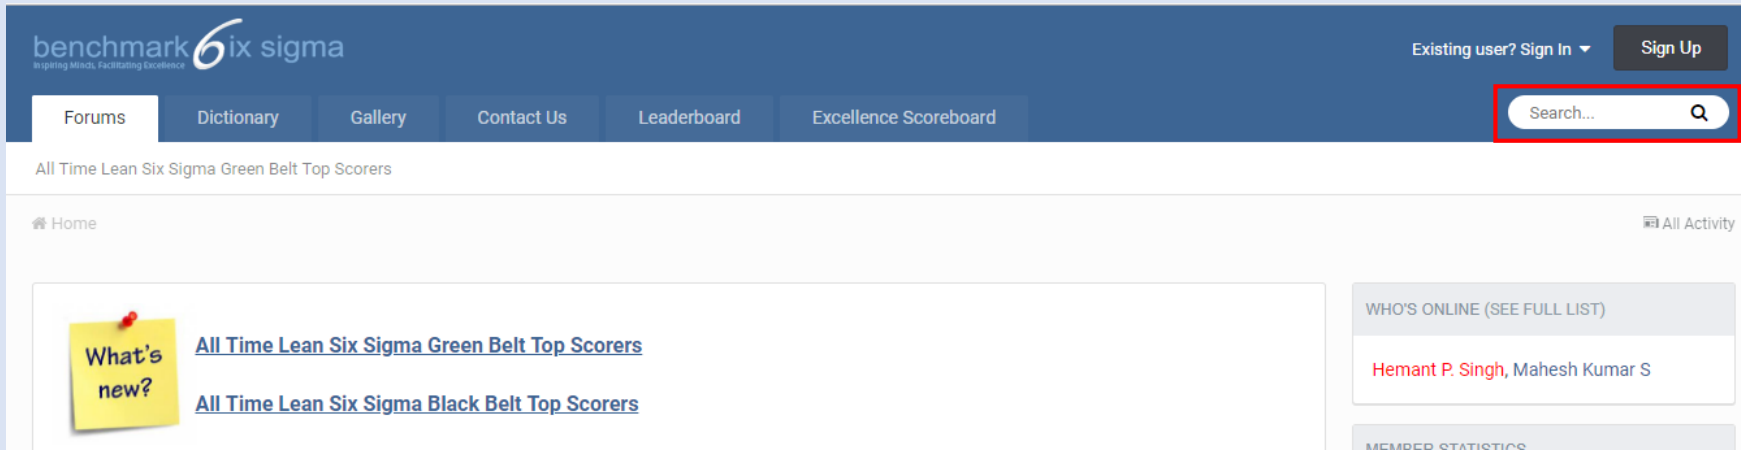 benchmark 6ix sigma
Inspiring Minds, Facilitating Excellence
Existing user? Sign In
Sign Up
Forums
Dictionary
Gallery
Contact Us
Leaderboard
Excellence Scoreboard
Search...
All Time Lean Six Sigma Green Belt Top Scorers
Home
All Activity
What's
new?
All Time Lean Six Sigma Green Belt Top Scorers
All Time Lean Six Sigma Black Belt Top Scorers
WHO'S ONLINE (SEE FULL LIST)
Hemant P. Singh, Mahesh Kumar S
MEMBER STATISTICS